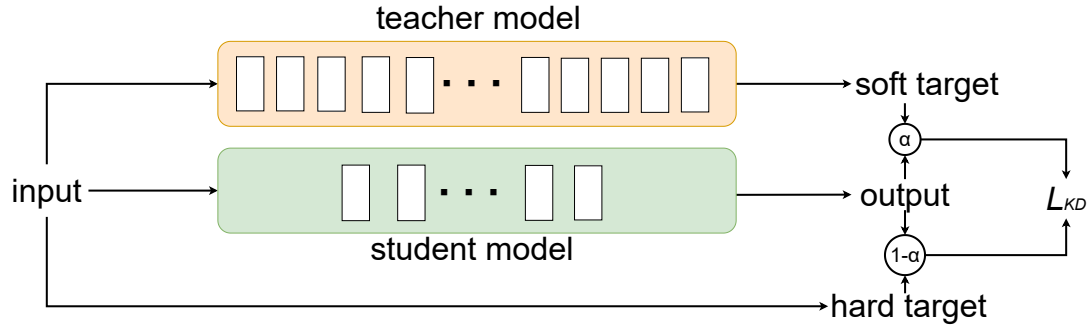 teacher model
soft target
α
input
output
L_KD
student model
1-α
hard target